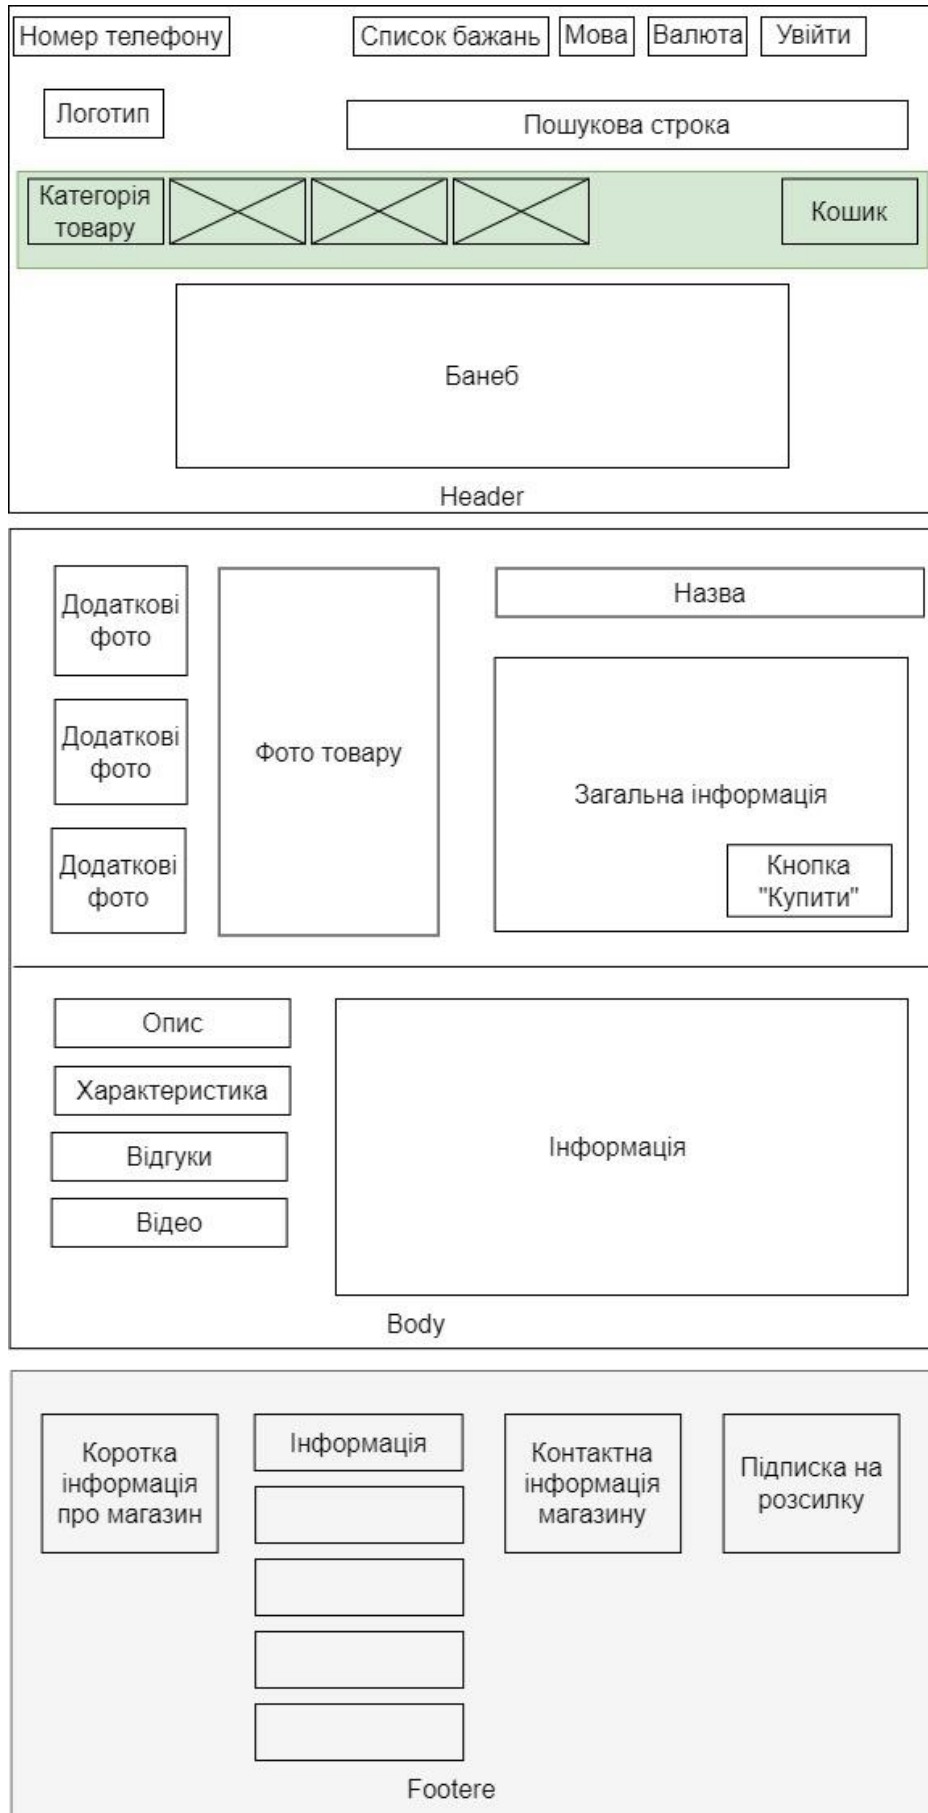 Номер телефону
Список бажань
Мова
Валюта
Увійти
Логотип
Пошукова строка
Категорія
товару
Кошик
Банеб
Header
Додаткові
фото
Фото товару
Назва
Додаткові
фото
Загальна інформація
Додаткові
фото
Кнопка
"Купити"
Опис
Характеристика
Відгуки
Відео
Інформація
Body
Коротка
інформація
про магазин
Інформація
Контактна
інформація
магазину
Підписка на
розсилку
Footere